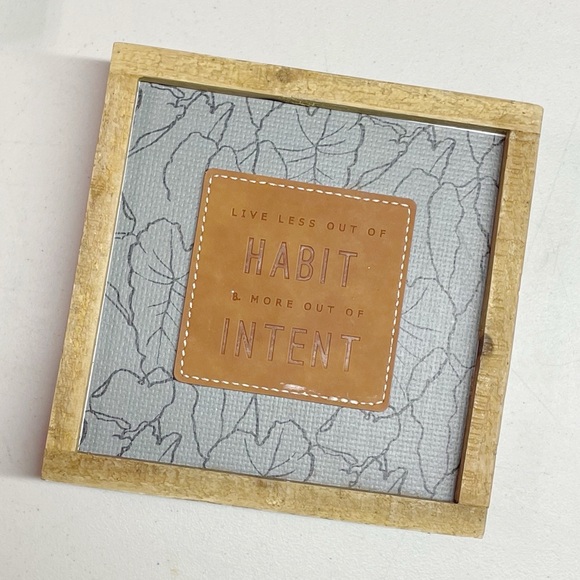 LIVE LESS OUT OF
HABIT
& MORE OUT OF
INTENT